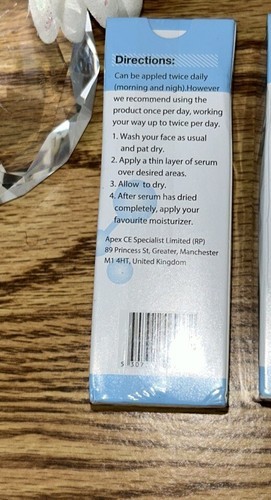 Directions:
Can be appled twice daily
(morning and nigh).However
we recommend using the
product once per day, working
your way up to twice per day.
1. Wash your face as usual
and pat dry.
2. Apply a thin layer of serum
over desired areas.
3. Allow to dry.
4. After serum has dried
completely, apply your
favourite moisturizer.
Apex CE Specialist Limited (RP)
89 Princess St, Greater, Manchester
M1 4HT, United Kingdom